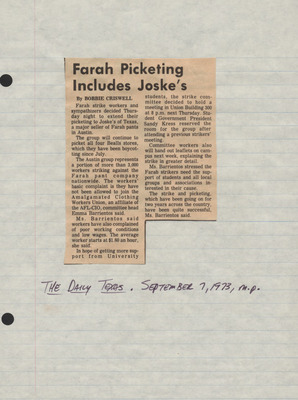 Farah Picketing
Includes Joske's
By BOBBIE CRISWELL
Farah strike workers and
sympathizers decided Thurs-
day night to extend their
picketing to Joske's of Texas,
a major seller of Farah pants
in Austin.
The group will continue to
picket all four Bealls stores,
which they have been boycot-
ting since July.
The Austin group represents
a portion of more than 3,000
workers striking against the
Farah pant company
nationwide. The workers'
basic complaint is they have
not been allowed to join the
Amalgamated Clothing
Workers Union, an affiliate of
the AFL-CIO, committee head
Emma Barrientos said.
Ms. Barrientos said
workers have also complained
of poor working conditions
and low wages. The average
worker starts at $1.80 an hour,
she said.
In hope of getting more sup-
port from University
students, the strike com-
mittee decided to hold a
meeting in Union Building 300
at 8 p.m. next Thursday. Stu-
dent Government President
Sandy Kress reserved the
room for the group after
attending a previous strikers'
meeting.
Committee workers also
will hand out leaflets on cam-
pus next week, explaining the
strike in greater detail.
Ms. Barrientos stressed the
Farah strikers need the sup-
port of students and all local
groups and associations in-
terested in their cause.
The strike and picketing,
which have been going on for
two years across the country,
have been quite successful,
Ms. Barrientos said.
THE DAILY TEXAS. SEPTEMBER 7, 1973, n.p.